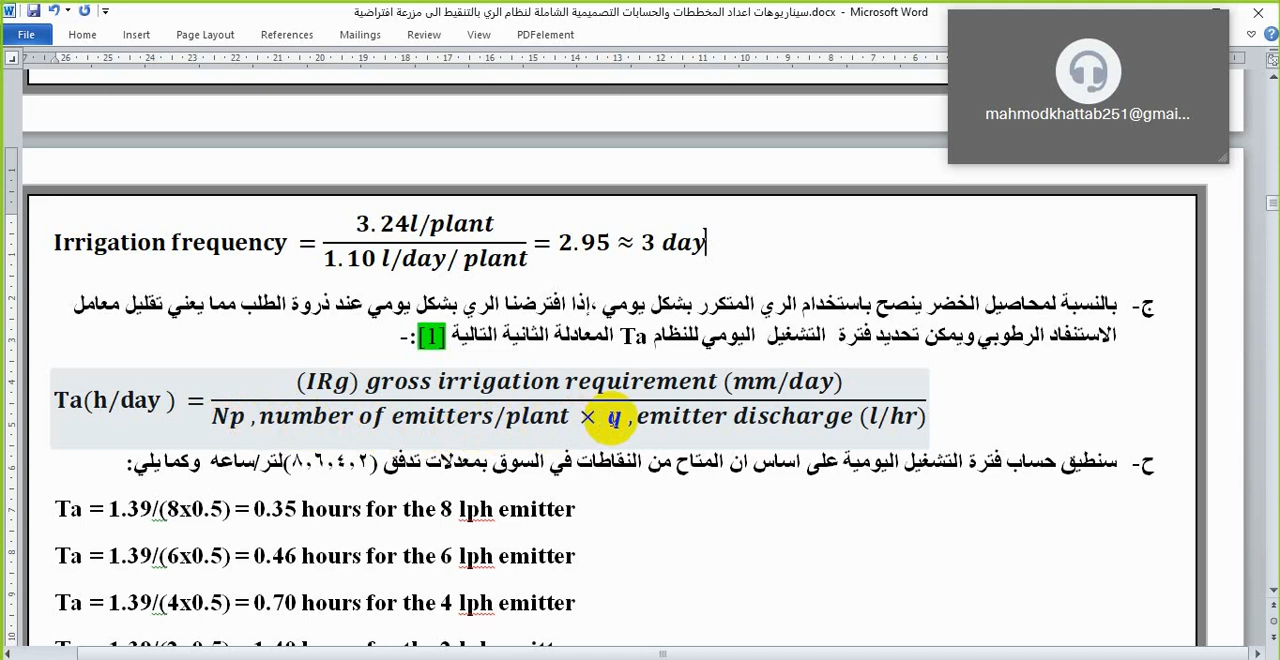 سيناريوهات اعداد المخططات والحسابات التصميمية الشاملة لنظام الري بالتنقيط الى مزرعة افتراضية.docx - Microsoft Word
File Home Insert Page Layout References Mailings Review View PDFelement
mahmodkhattab251@gmai...
Irrigation frequency = 3.24l/plant / 1.10 l/day/ plant = 2.95 ≈ 3 day
ج- بالنسبة لمحاصيل الخضر ينصح باستخدام الري المتكرر بشكل يومي ،إذا افترضنا الري بشكل يومي عند ذروة الطلب مما يعني تقليل معامل
الاستنفاد الرطوبي ويمكن تحديد فترة التشغيل اليومي للنظام Ta المعادلة الثانية التالية [1]:-
Ta(h/day ) = (IRg) gross irrigation requirement (mm/day) / Np ,number of emitters/plant × q ,emitter discharge (l/hr)
ح- سنطبق حساب فترة التشغيل اليومية على اساس ان المتاح من النقاطات في السوق بمعدلات تدفق (٨,٦,٤,٢)لتر/ساعه وكما يلي:
Ta = 1.39/(8x0.5) = 0.35 hours for the 8 lph emitter
Ta = 1.39/(6x0.5) = 0.46 hours for the 6 lph emitter
Ta = 1.39/(4x0.5) = 0.70 hours for the 4 lph emitter